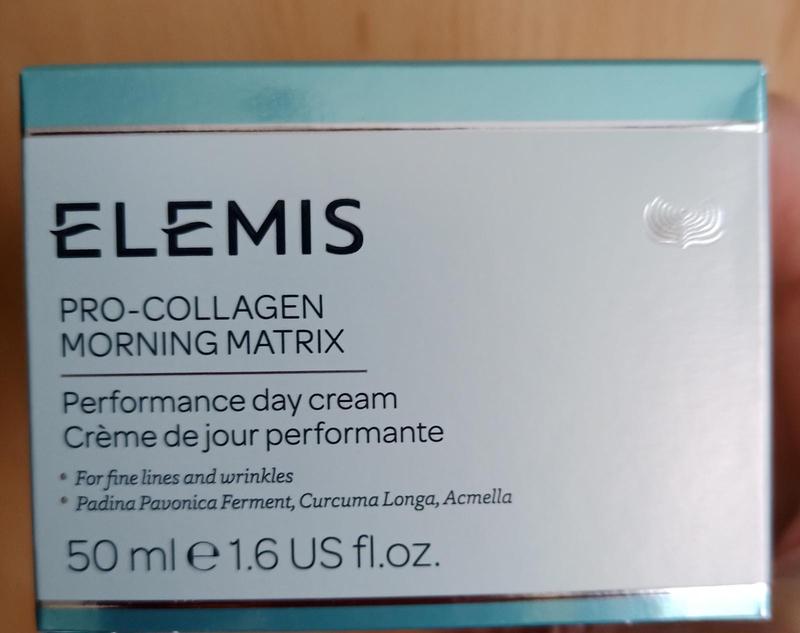 ELEMIS
PRO-COLLAGEN
MORNING MATRIX
Performance day cream
Crème de jour performante
• For fine lines and wrinkles
• Padina Pavonica Ferment, Curcuma Longa, Acmella
50 ml ℮ 1.6 US fl.oz.